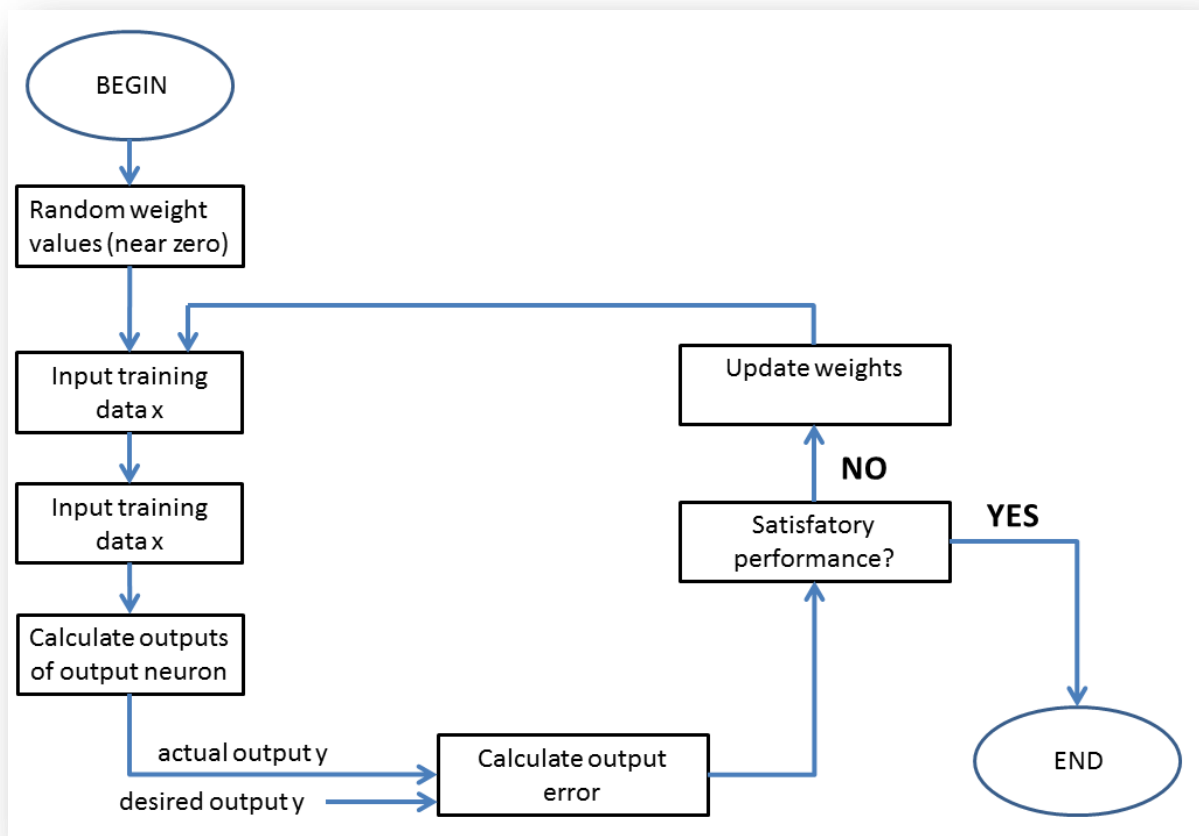 BEGIN
Random weight
values (near zero)
Input training
data x
Input training
data x
Calculate outputs
of output neuron
actual output y
desired output y
Calculate output
error
Satisfatory
performance?
NO
Update weights
YES
END